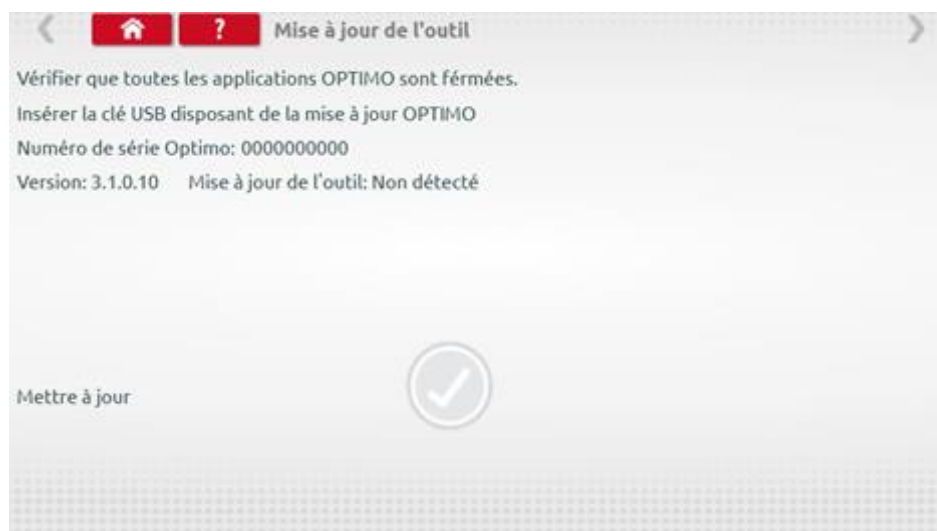 ? Mise à jour de l'outil
Vérifier que toutes les applications OPTIMO sont férmées.
Insérer la clé USB disposant de la mise à jour OPTIMO
Numéro de série Optimo: 0000000000
Version: 3.1.0.10 Mise à jour de l'outil: Non détecté
Mettre à jour